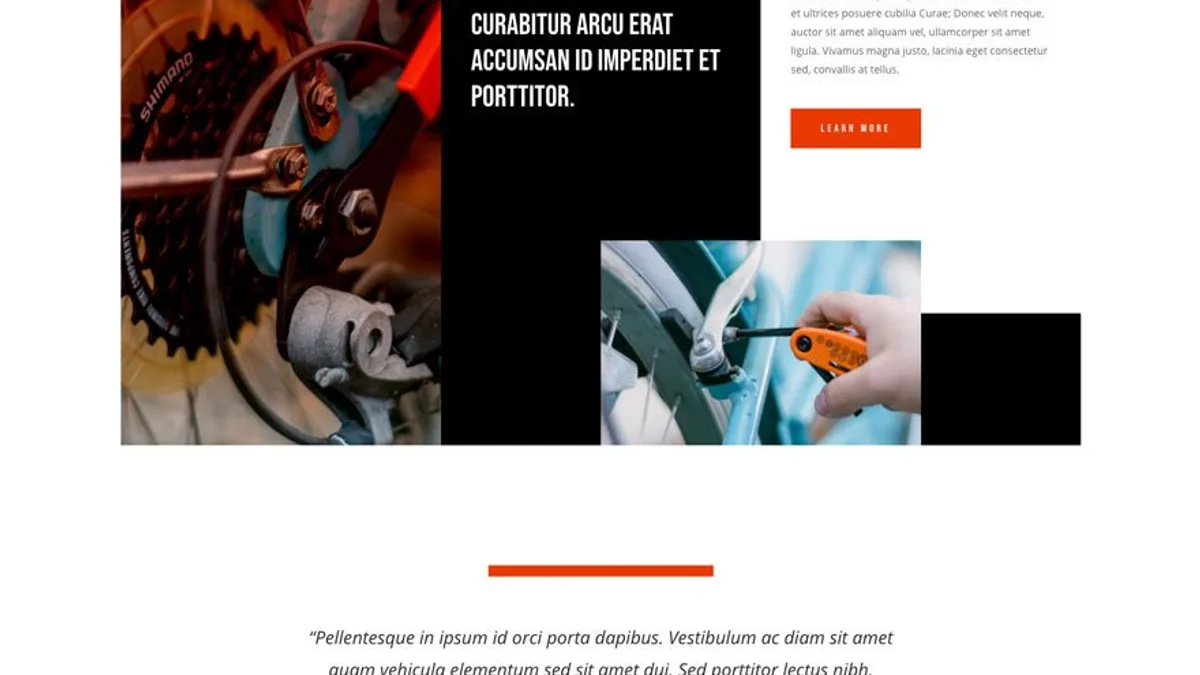 SHIMANO
CURABITUR ARCU ERAT
ACCUMSAN ID IMPERDIET ET
PORTTITOR.
et ultrices posuere cubilia Curae; Donec velit neque,
auctor sit amet aliquam vel, ullamcorper sit amet
ligula. Vivamus magna justo, lacinia eget consectetur
sed, convallis at tellus.
LEARN MORE
“Pellentesque in ipsum id orci porta dapibus. Vestibulum ac diam sit amet
quam vehicula elementum sed sit amet dui. Sed porttitor lectus nibh.